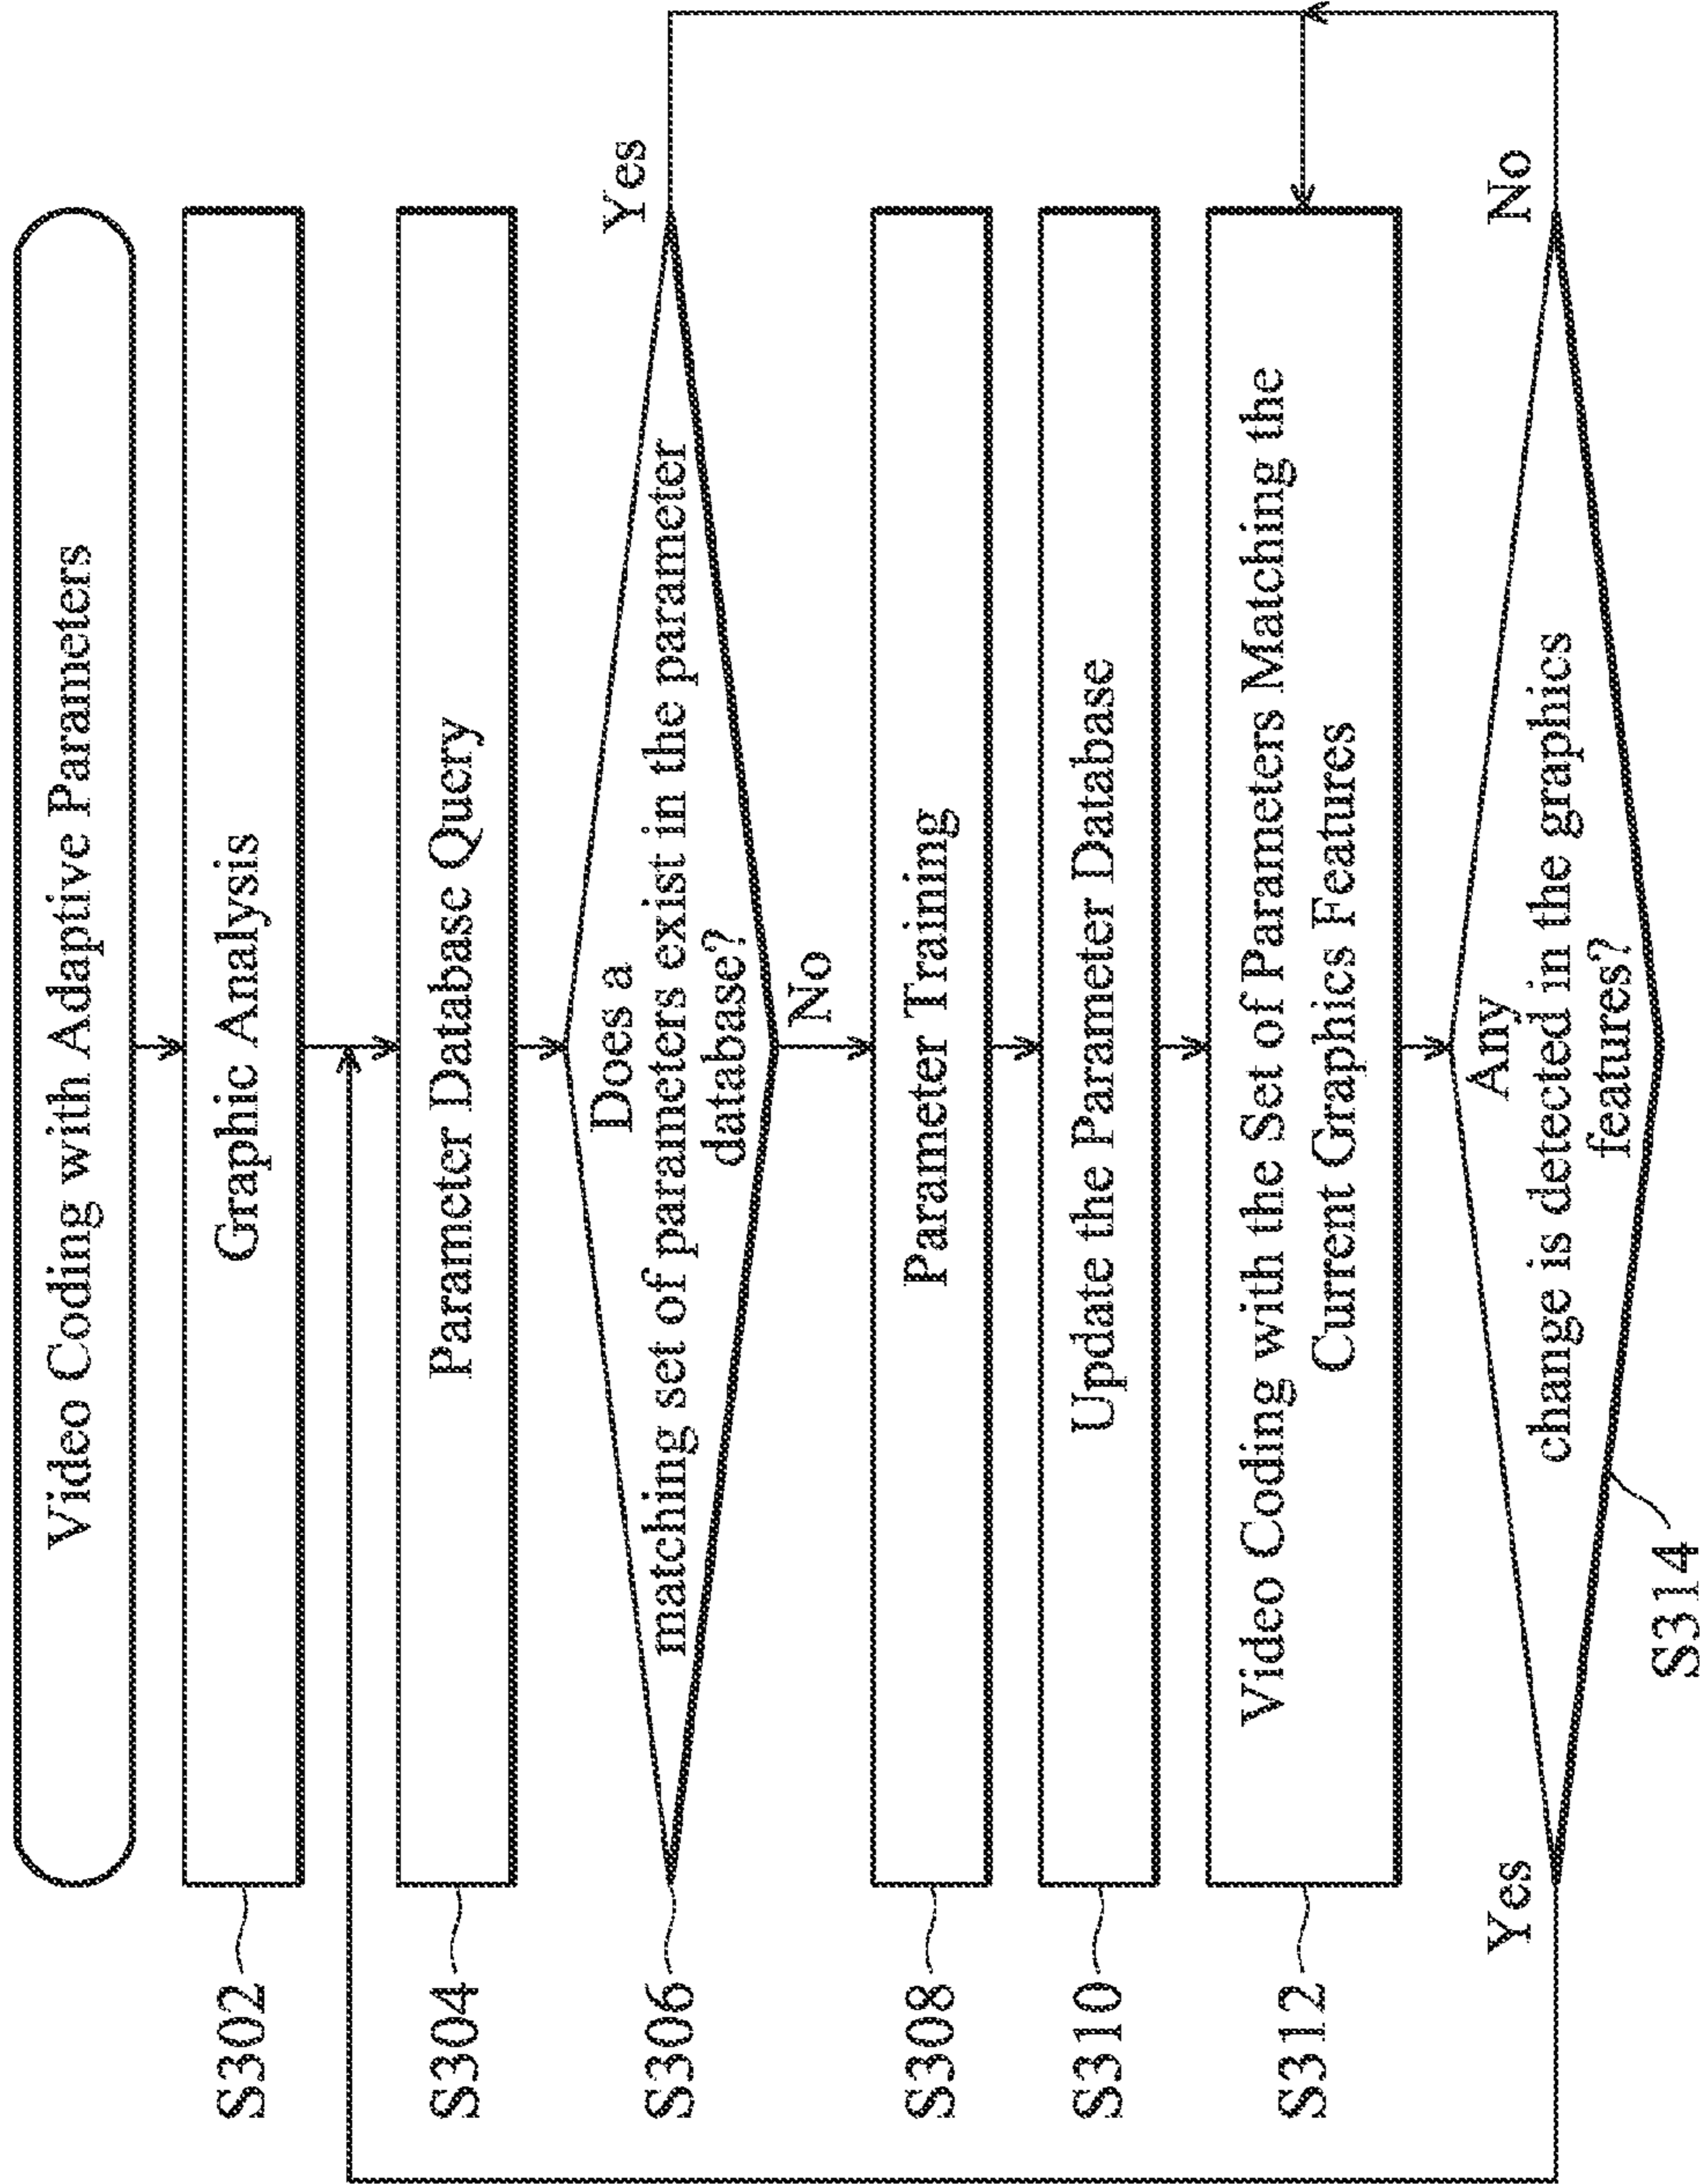 Video Coding with Adaptive Parameters
S302
Graphic Analysis
S304
Parameter Database Query
S306
Does a
matching set of parameters exist in the parameter
database?
Yes
No
S308
Parameter Training
S310
Update the Parameter Database
S312
Video Coding with the Set of Parameters Matching the
Current Graphics Features
Yes
Any
change is detected in the graphics
features?
No
S314